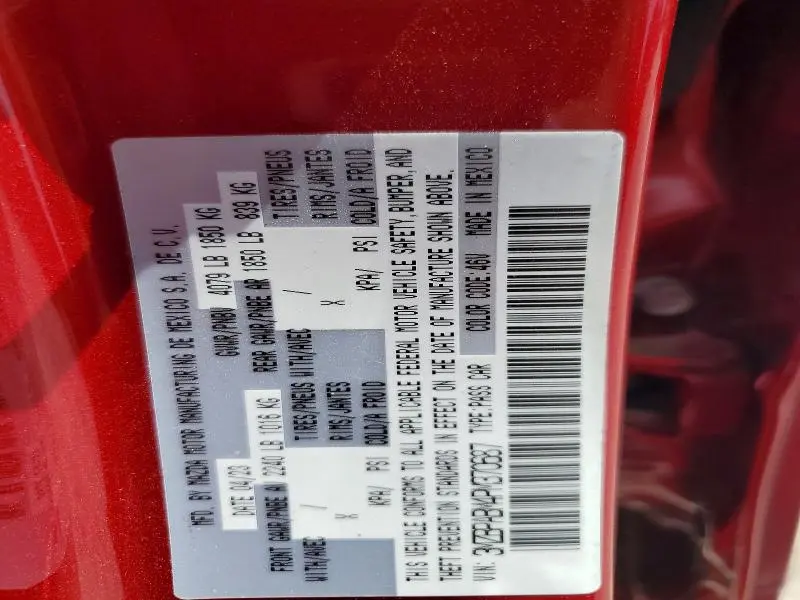 MFD. BY MAZDA MOTOR MANUFACTURING DE MEXICO S.A. DE C.V.
DATE 04/23 GVWR/PNBV 4079 LB 1850 KG
FRONT GAWR/PNBE AV 2240 LB 1016 KG REAR GAWR/PNBE AR 1850 LB 839 KG
WITH/AVEC / TIRES/PNEUS WITH/AVEC / TIRES/PNEUS
X RIMS/JANTES X RIMS/JANTES
KPA/ PSI COLD/A FROID KPA/ PSI COLD/A FROID
THIS VEHICLE CONFORMS TO ALL APPLICABLE FEDERAL MOTOR VEHICLE SAFETY, BUMPER, AND
THEFT PREVENTION STANDARDS IN EFFECT ON THE DATE OF MANUFACTURE SHOWN ABOVE.
VIN: TYPE:PASS CAR COLOR CODE:46V MADE IN MEXICO